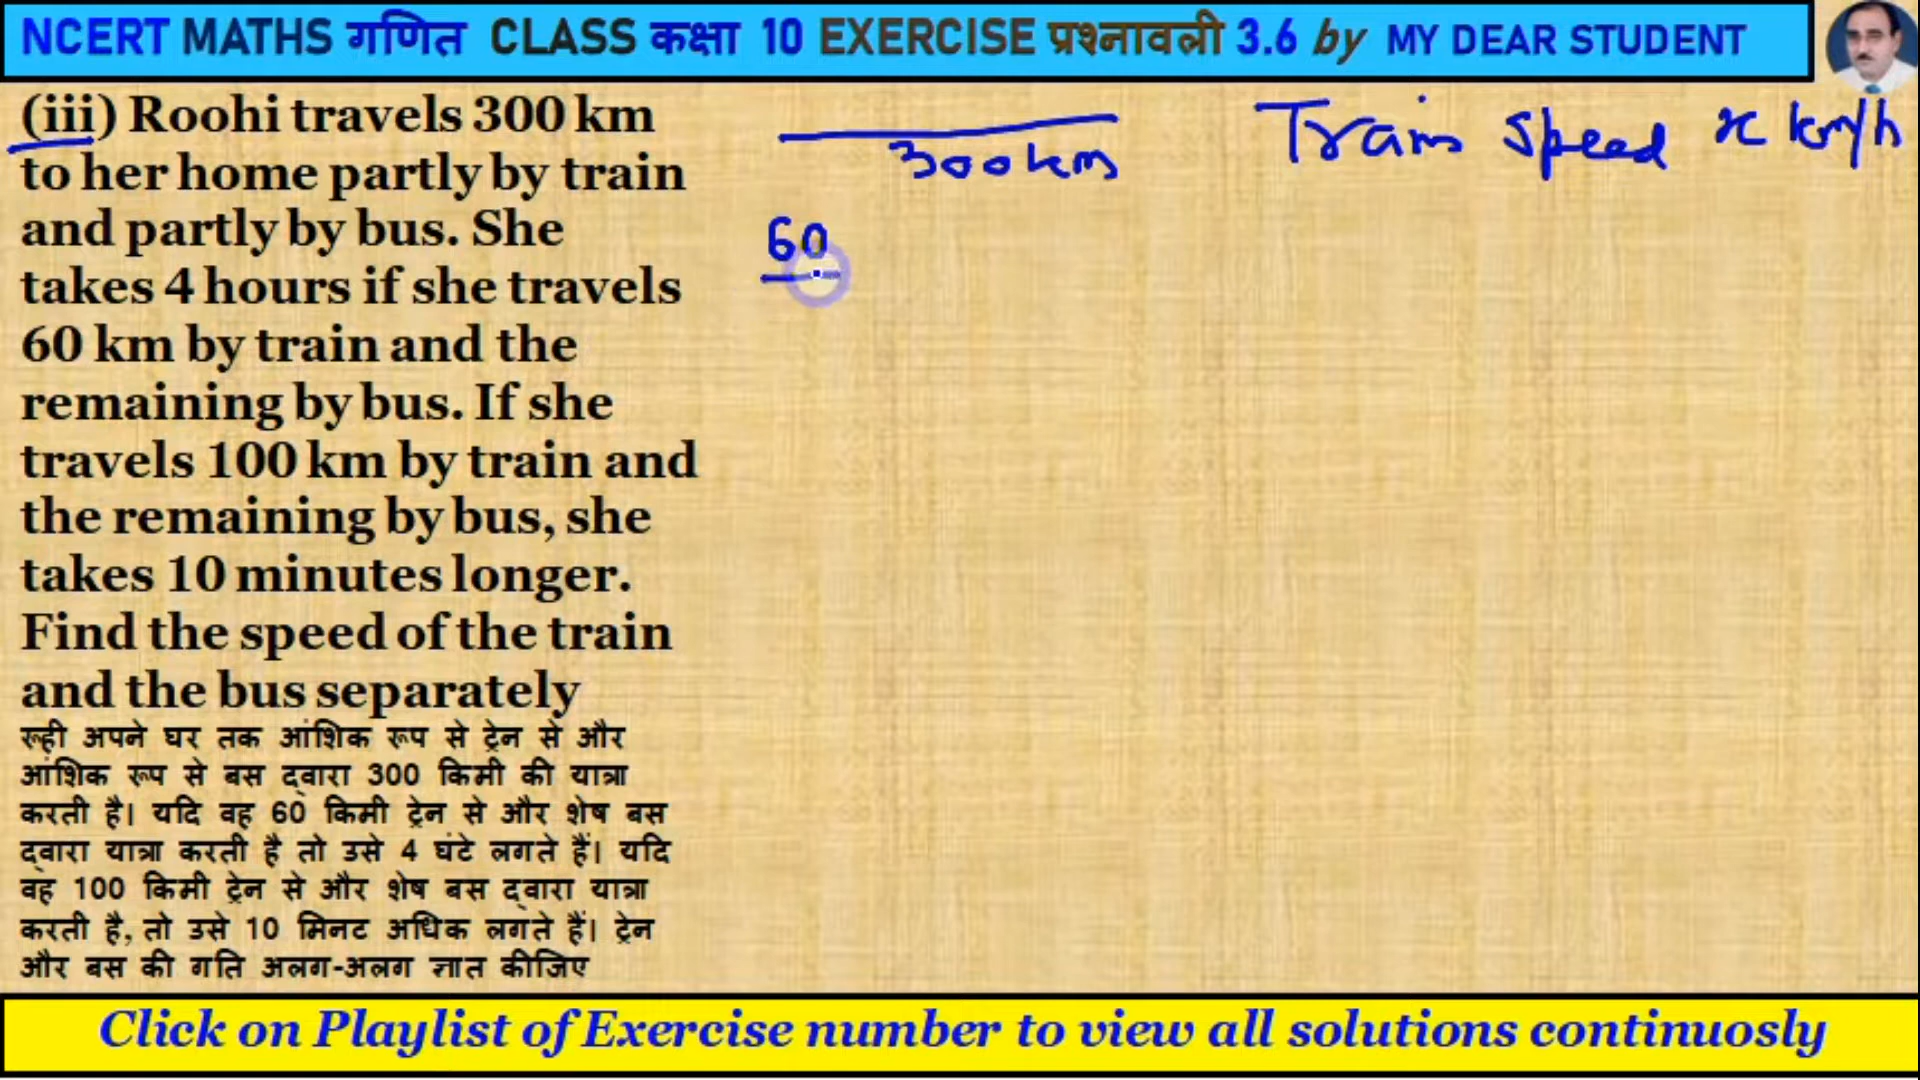 NCERT MATHS गणित CLASS कक्षा 10 EXERCISE प्रश्नावली 3.6 by MY DEAR STUDENT
(iii) Roohi travels 300 km
to her home partly by train
and partly by bus. She
takes 4 hours if she travels
60 km by train and the
remaining by bus. If she
travels 100 km by train and
the remaining by bus, she
takes 10 minutes longer.
Find the speed of the train
and the bus separately
रूही अपने घर तक आंशिक रूप से ट्रेन से और
आंशिक रूप से बस द्वारा 300 किमी की यात्रा
करती है। यदि वह 60 किमी ट्रेन से और शेष बस
द्वारा यात्रा करती है तो उसे 4 घंटे लगते हैं। यदि
वह 100 किमी ट्रेन से और शेष बस द्वारा यात्रा
करती है, तो उसे 10 मिनट अधिक लगते हैं। ट्रेन
और बस की गति अलग-अलग ज्ञात कीजिए
300 km
Train speed x km/h
60
Click on Playlist of Exercise number to view all solutions continuosly